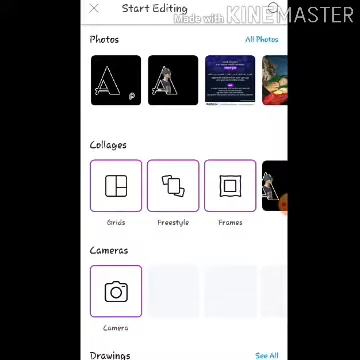 Start Editing
Made with KINEMASTER
Photos
All Photos
Collages
Grids
Freestyle
Frames
Cameras
Camera
Drawings
See All